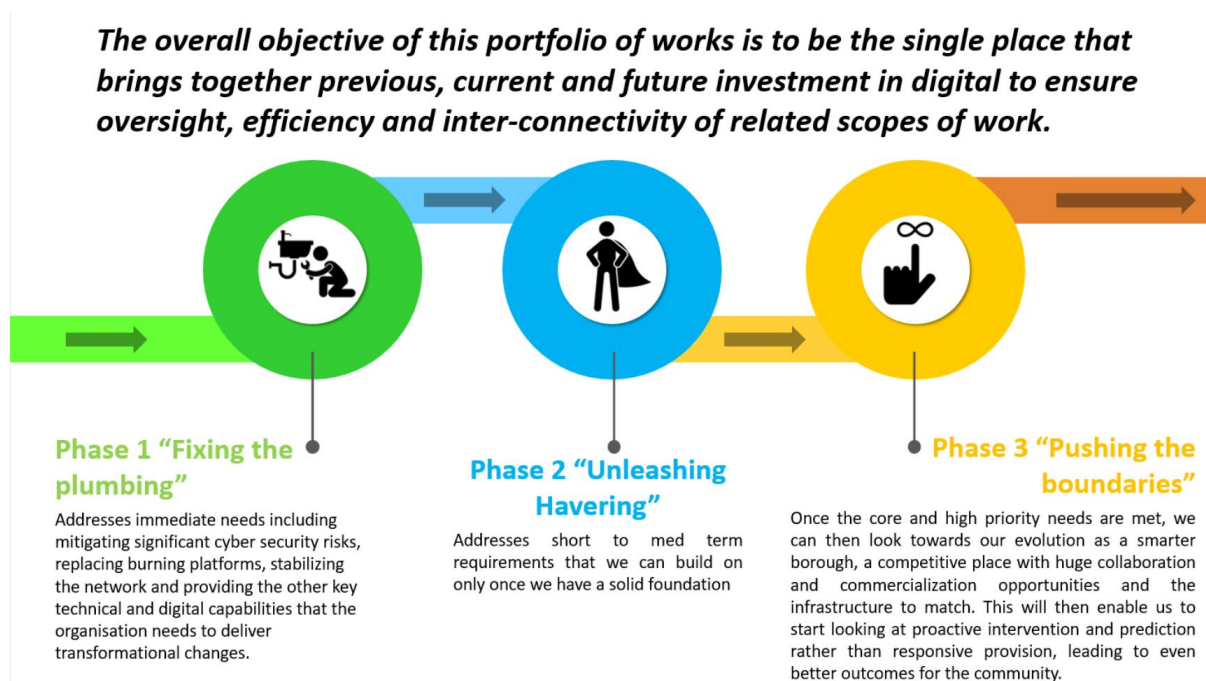 The overall objective of this portfolio of works is to be the single place that
brings together previous, current and future investment in digital to ensure
oversight, efficiency and inter-connectivity of related scopes of work.
Phase 1 “Fixing the
plumbing”
Addresses immediate needs including
mitigating significant cyber security risks,
replacing burning platforms, stabilizing
the network and providing the other key
technical and digital capabilities that the
organisation needs to deliver
transformational changes.
Phase 2 “Unleashing
Havering”
Addresses short to med term
requirements that we can build on
only once we have a solid foundation
Phase 3 “Pushing the
boundaries”
Once the core and high priority needs are met, we
can then look towards our evolution as a smarter
borough, a competitive place with huge collaboration
and commercialization opportunities and the
infrastructure to match. This will then enable us to
start looking at proactive intervention and prediction
rather than responsive provision, leading to even
better outcomes for the community.